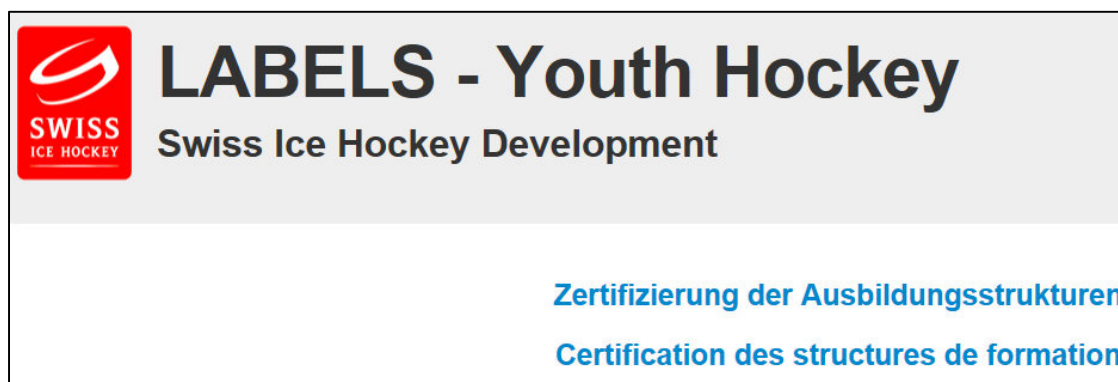 SWISS
ICE HOCKEY
LABELS - Youth Hockey
Swiss Ice Hockey Development
Zertifizierung der Ausbildungsstrukturen
Certification des structures de formation